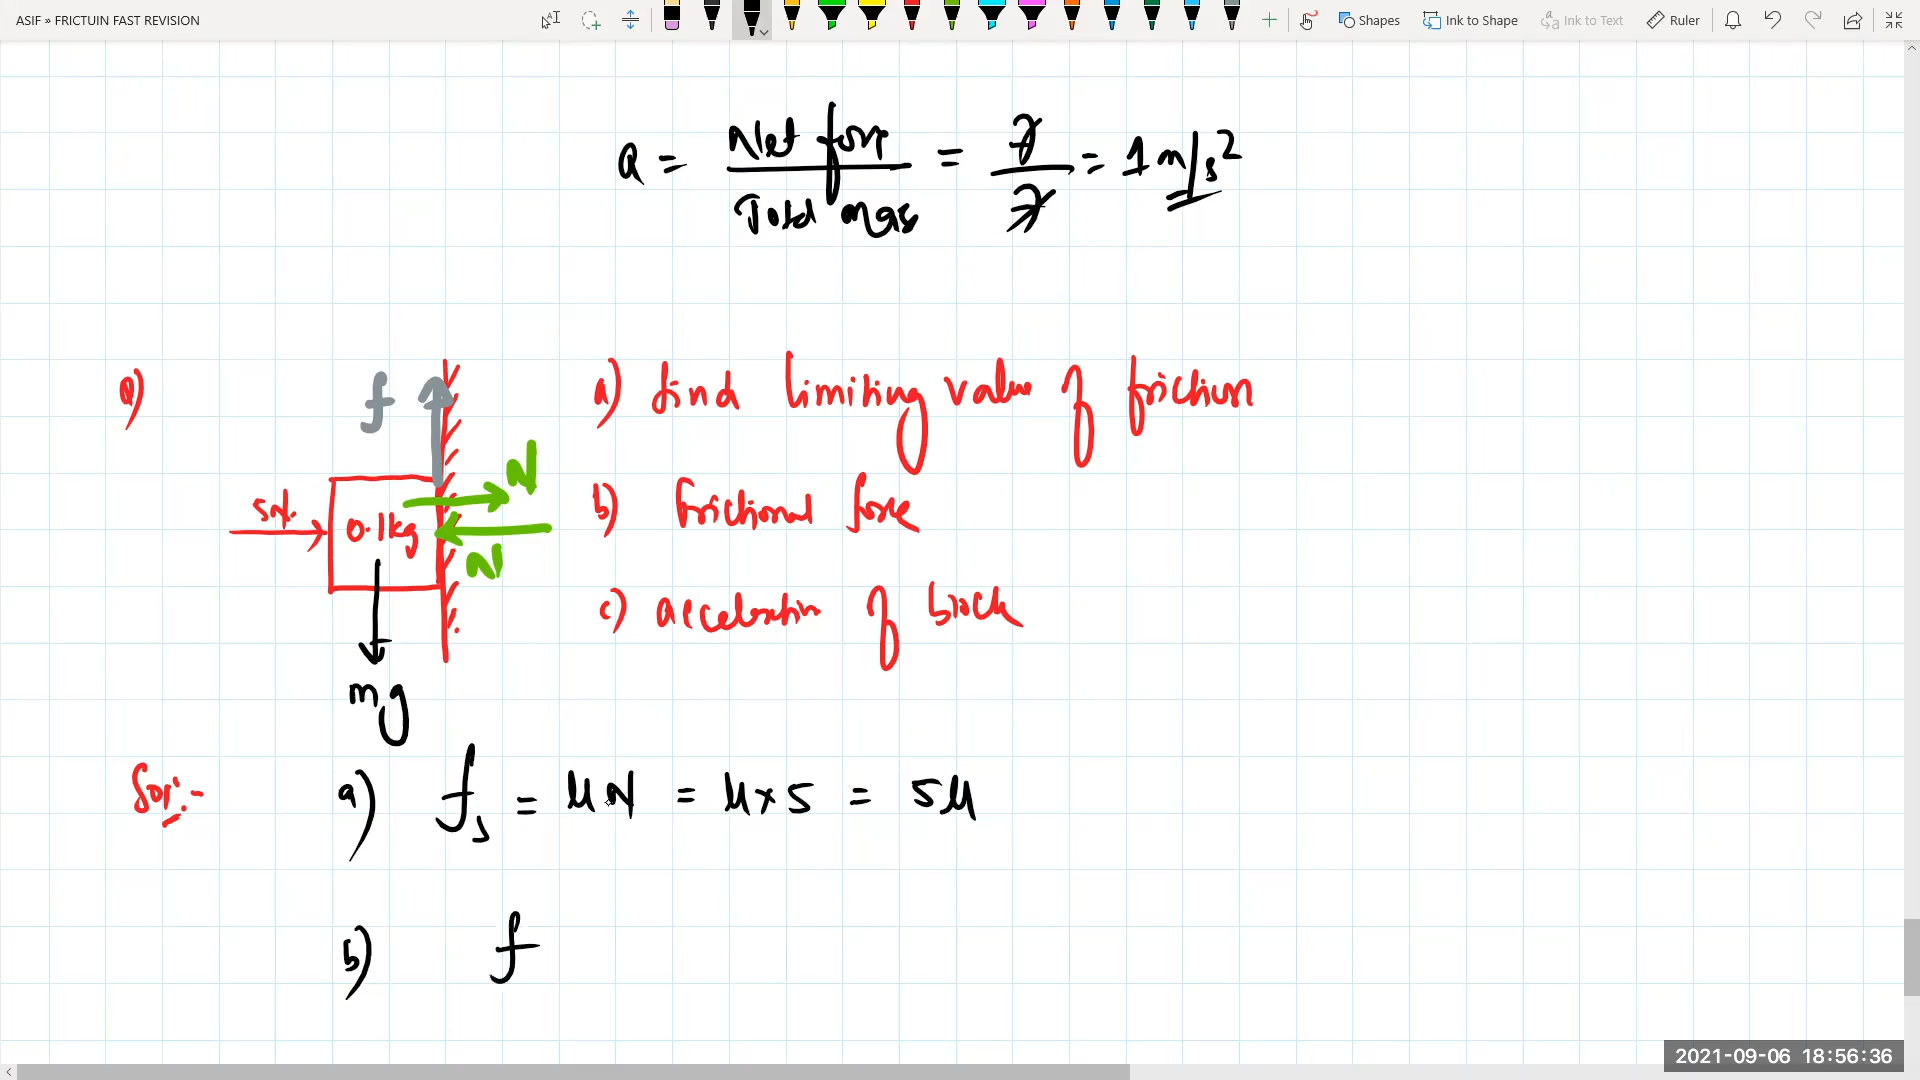 ASIF » FRICTUIN FAST REVISION
Shapes Ink to Shape Ink to Text Ruler
a = Net force / Total mass = 7/7 = 1 m/s²
Q)
f
a) find limiting value of friction
N
5N.
0.1kg
b) frictional force
N
c) acceleration of block
mg
Sol:-
a) fs = μN = μ×5 = 5μ
b) f
2021-09-06 18:56:36